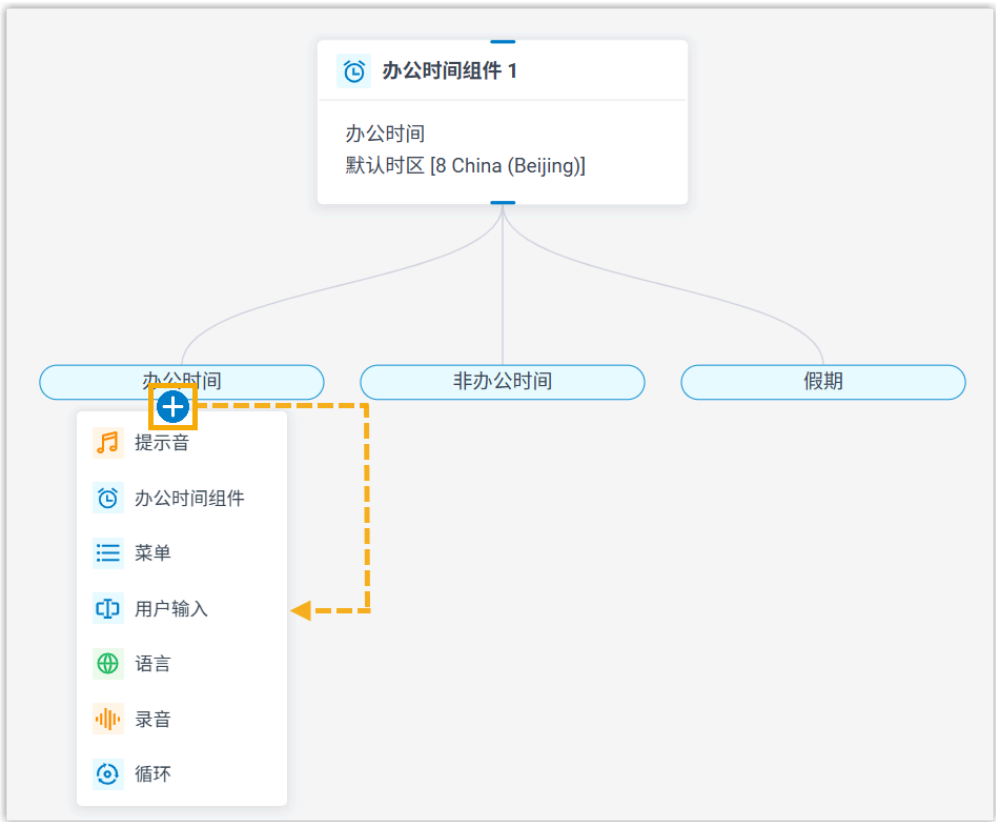 办公时间组件 1
办公时间
默认时区 [8 China (Beijing)]
办公时间
非办公时间
假期
提示音
办公时间组件
菜单
用户输入
语言
录音
循环